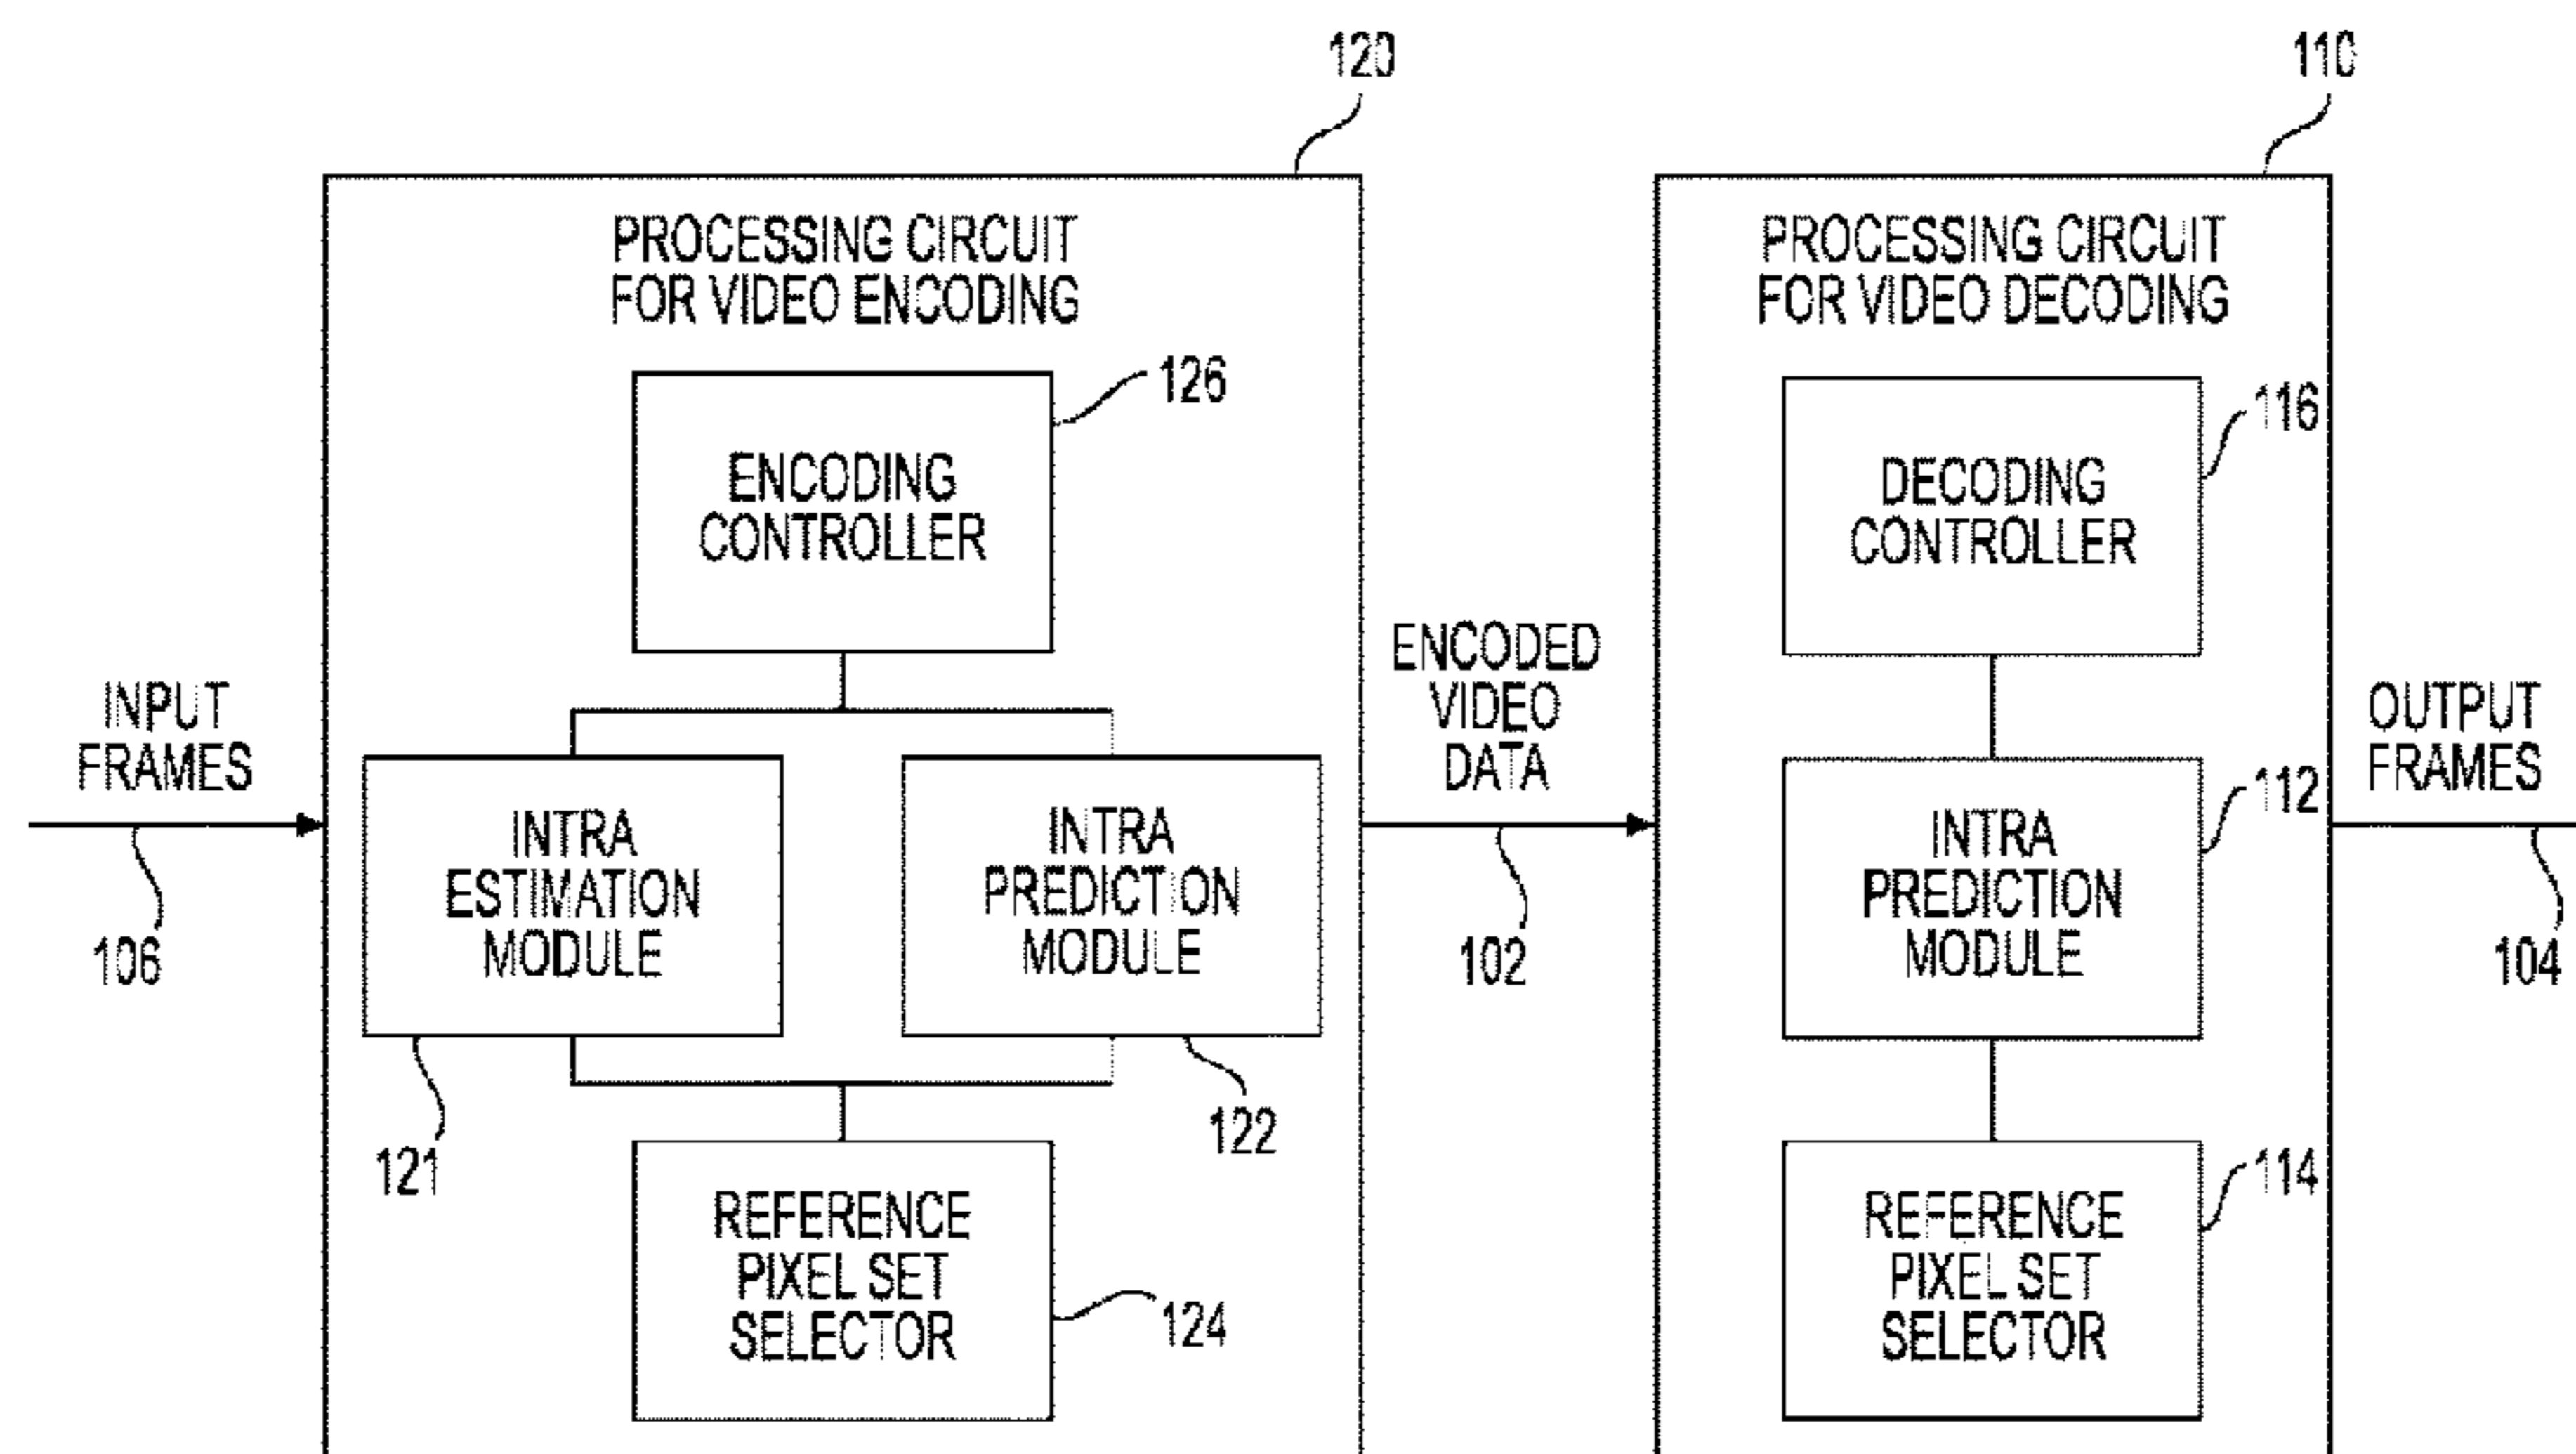 120
110
PROCESSING CIRCUIT
FOR VIDEO ENCODING
PROCESSING CIRCUIT
FOR VIDEO DECODING
126
ENCODING
CONTROLLER
116
DECODING
CONTROLLER
INPUT
FRAMES
106
ENCODED
VIDEO
DATA
102
OUTPUT
FRAMES
104
INTRA
ESTIMATION
MODULE
121
INTRA
PREDICTION
MODULE
122
INTRA
PREDICTION
MODULE
112
REFERENCE
PIXEL SET
SELECTOR
124
REFERENCE
PIXEL SET
SELECTOR
114